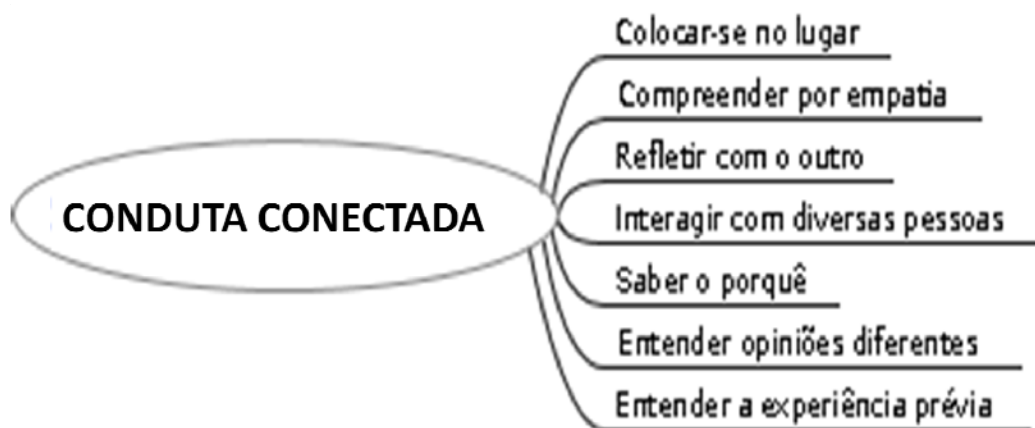 Colocar-se no lugar
Compreender por empatia
Refletir com o outro
CONDUTA CONECTADA
Interagir com diversas pessoas
Saber o porquê
Entender opiniões diferentes
Entender a experiência prévia